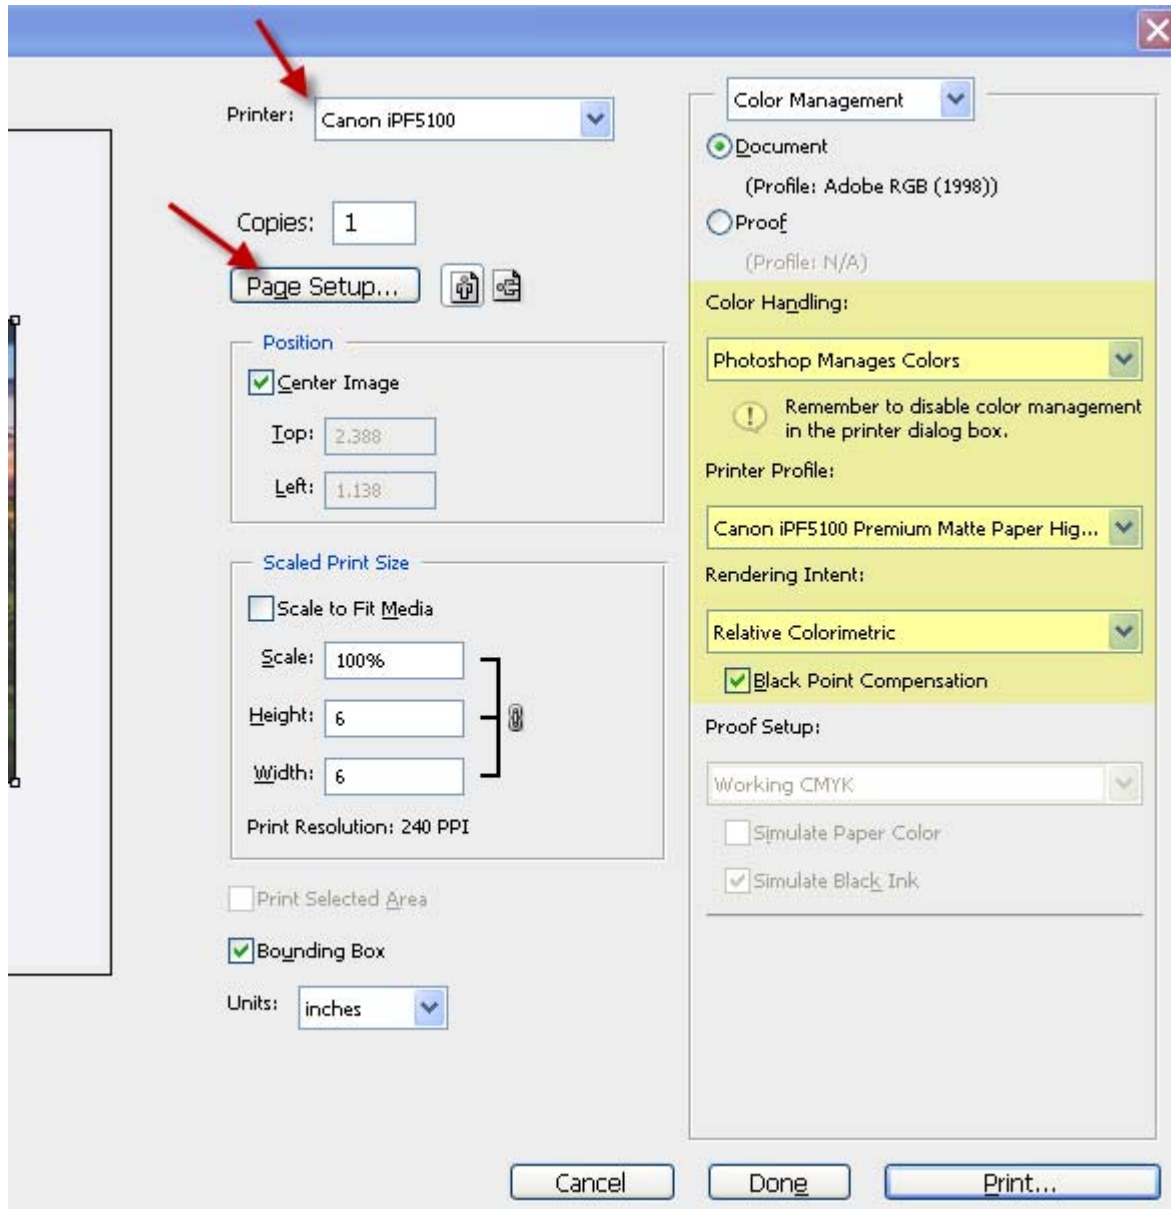 Printer:
Canon iPF5100
Copies:
1
Page Setup...
Position
Center Image
Top:
2.388
Left:
1.138
Scaled Print Size
Scale to Fit Media
Scale:
100%
Height:
6
Width:
6
Print Resolution: 240 PPI
Print Selected Area
Bounding Box
Units:
inches
Color Management
Document
(Profile: Adobe RGB (1998))
Proof
(Profile: N/A)
Color Handling:
Photoshop Manages Colors
Remember to disable color management
in the printer dialog box.
Printer Profile:
Canon iPF5100 Premium Matte Paper Hig...
Rendering Intent:
Relative Colorimetric
Black Point Compensation
Proof Setup:
Working CMYK
Simulate Paper Color
Simulate Black Ink
Cancel
Done
Print...